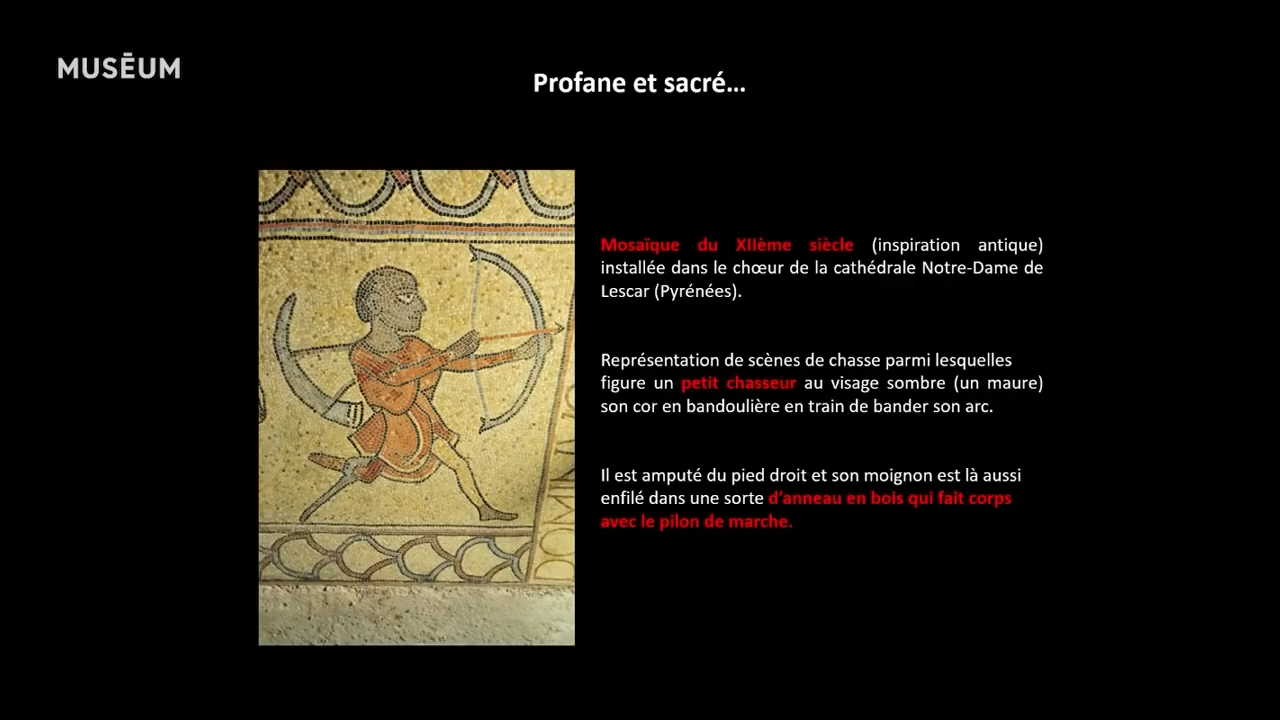 MUSĒUM
Profane et sacré...
Mosaïque du XIIème siècle (inspiration antique)
installée dans le chœur de la cathédrale Notre-Dame de
Lescar (Pyrénées).
Représentation de scènes de chasse parmi lesquelles
figure un petit chasseur au visage sombre (un maure)
son cor en bandoulière en train de bander son arc.
Il est amputé du pied droit et son moignon est là aussi
enfilé dans une sorte d'anneau en bois qui fait corps
avec le pilon de marche.
DOMINVS